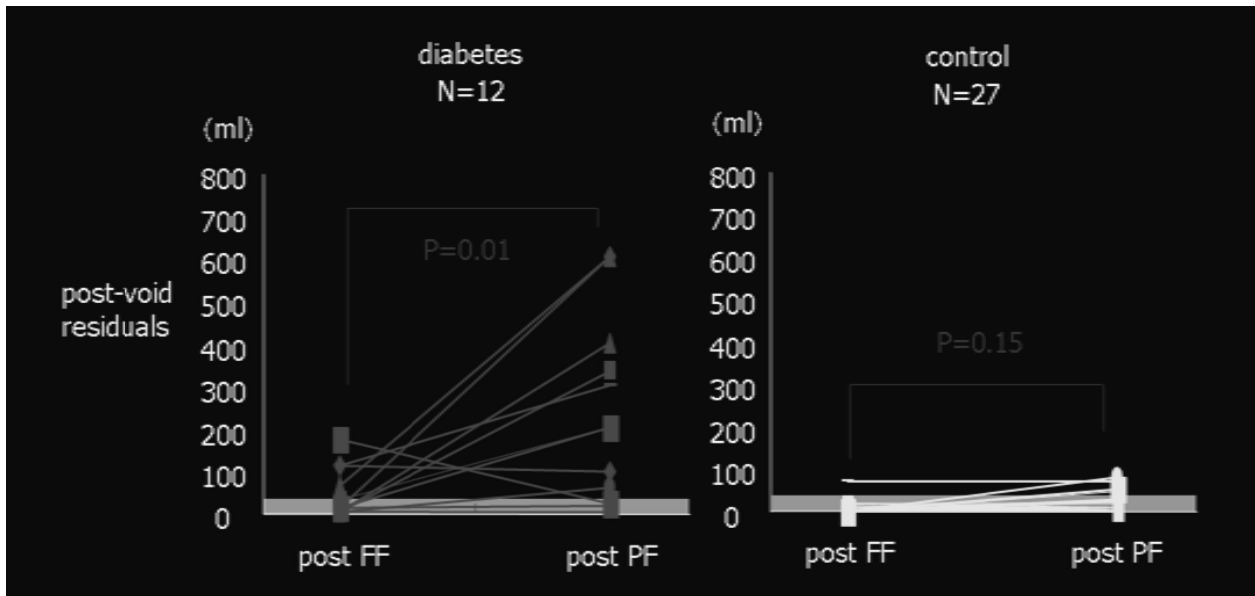 diabetes
N=12
control
N=27
(ml)
800
700
600
500
400
300
200
100
0
P=0.01
post-void
residuals
post FF
post PF
(ml)
800
700
600
500
400
300
200
100
0
P=0.15
post FF
post PF